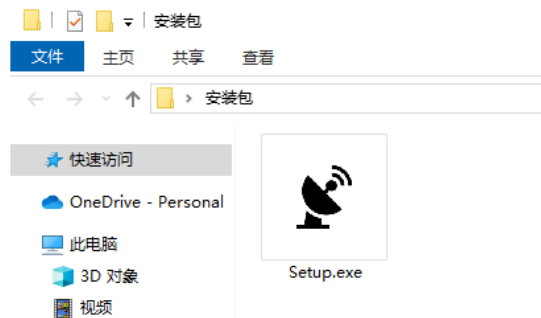 安装包
文件 主页 共享 查看
安装包
快速访问
OneDrive - Personal
此电脑
3D 对象
视频
Setup.exe